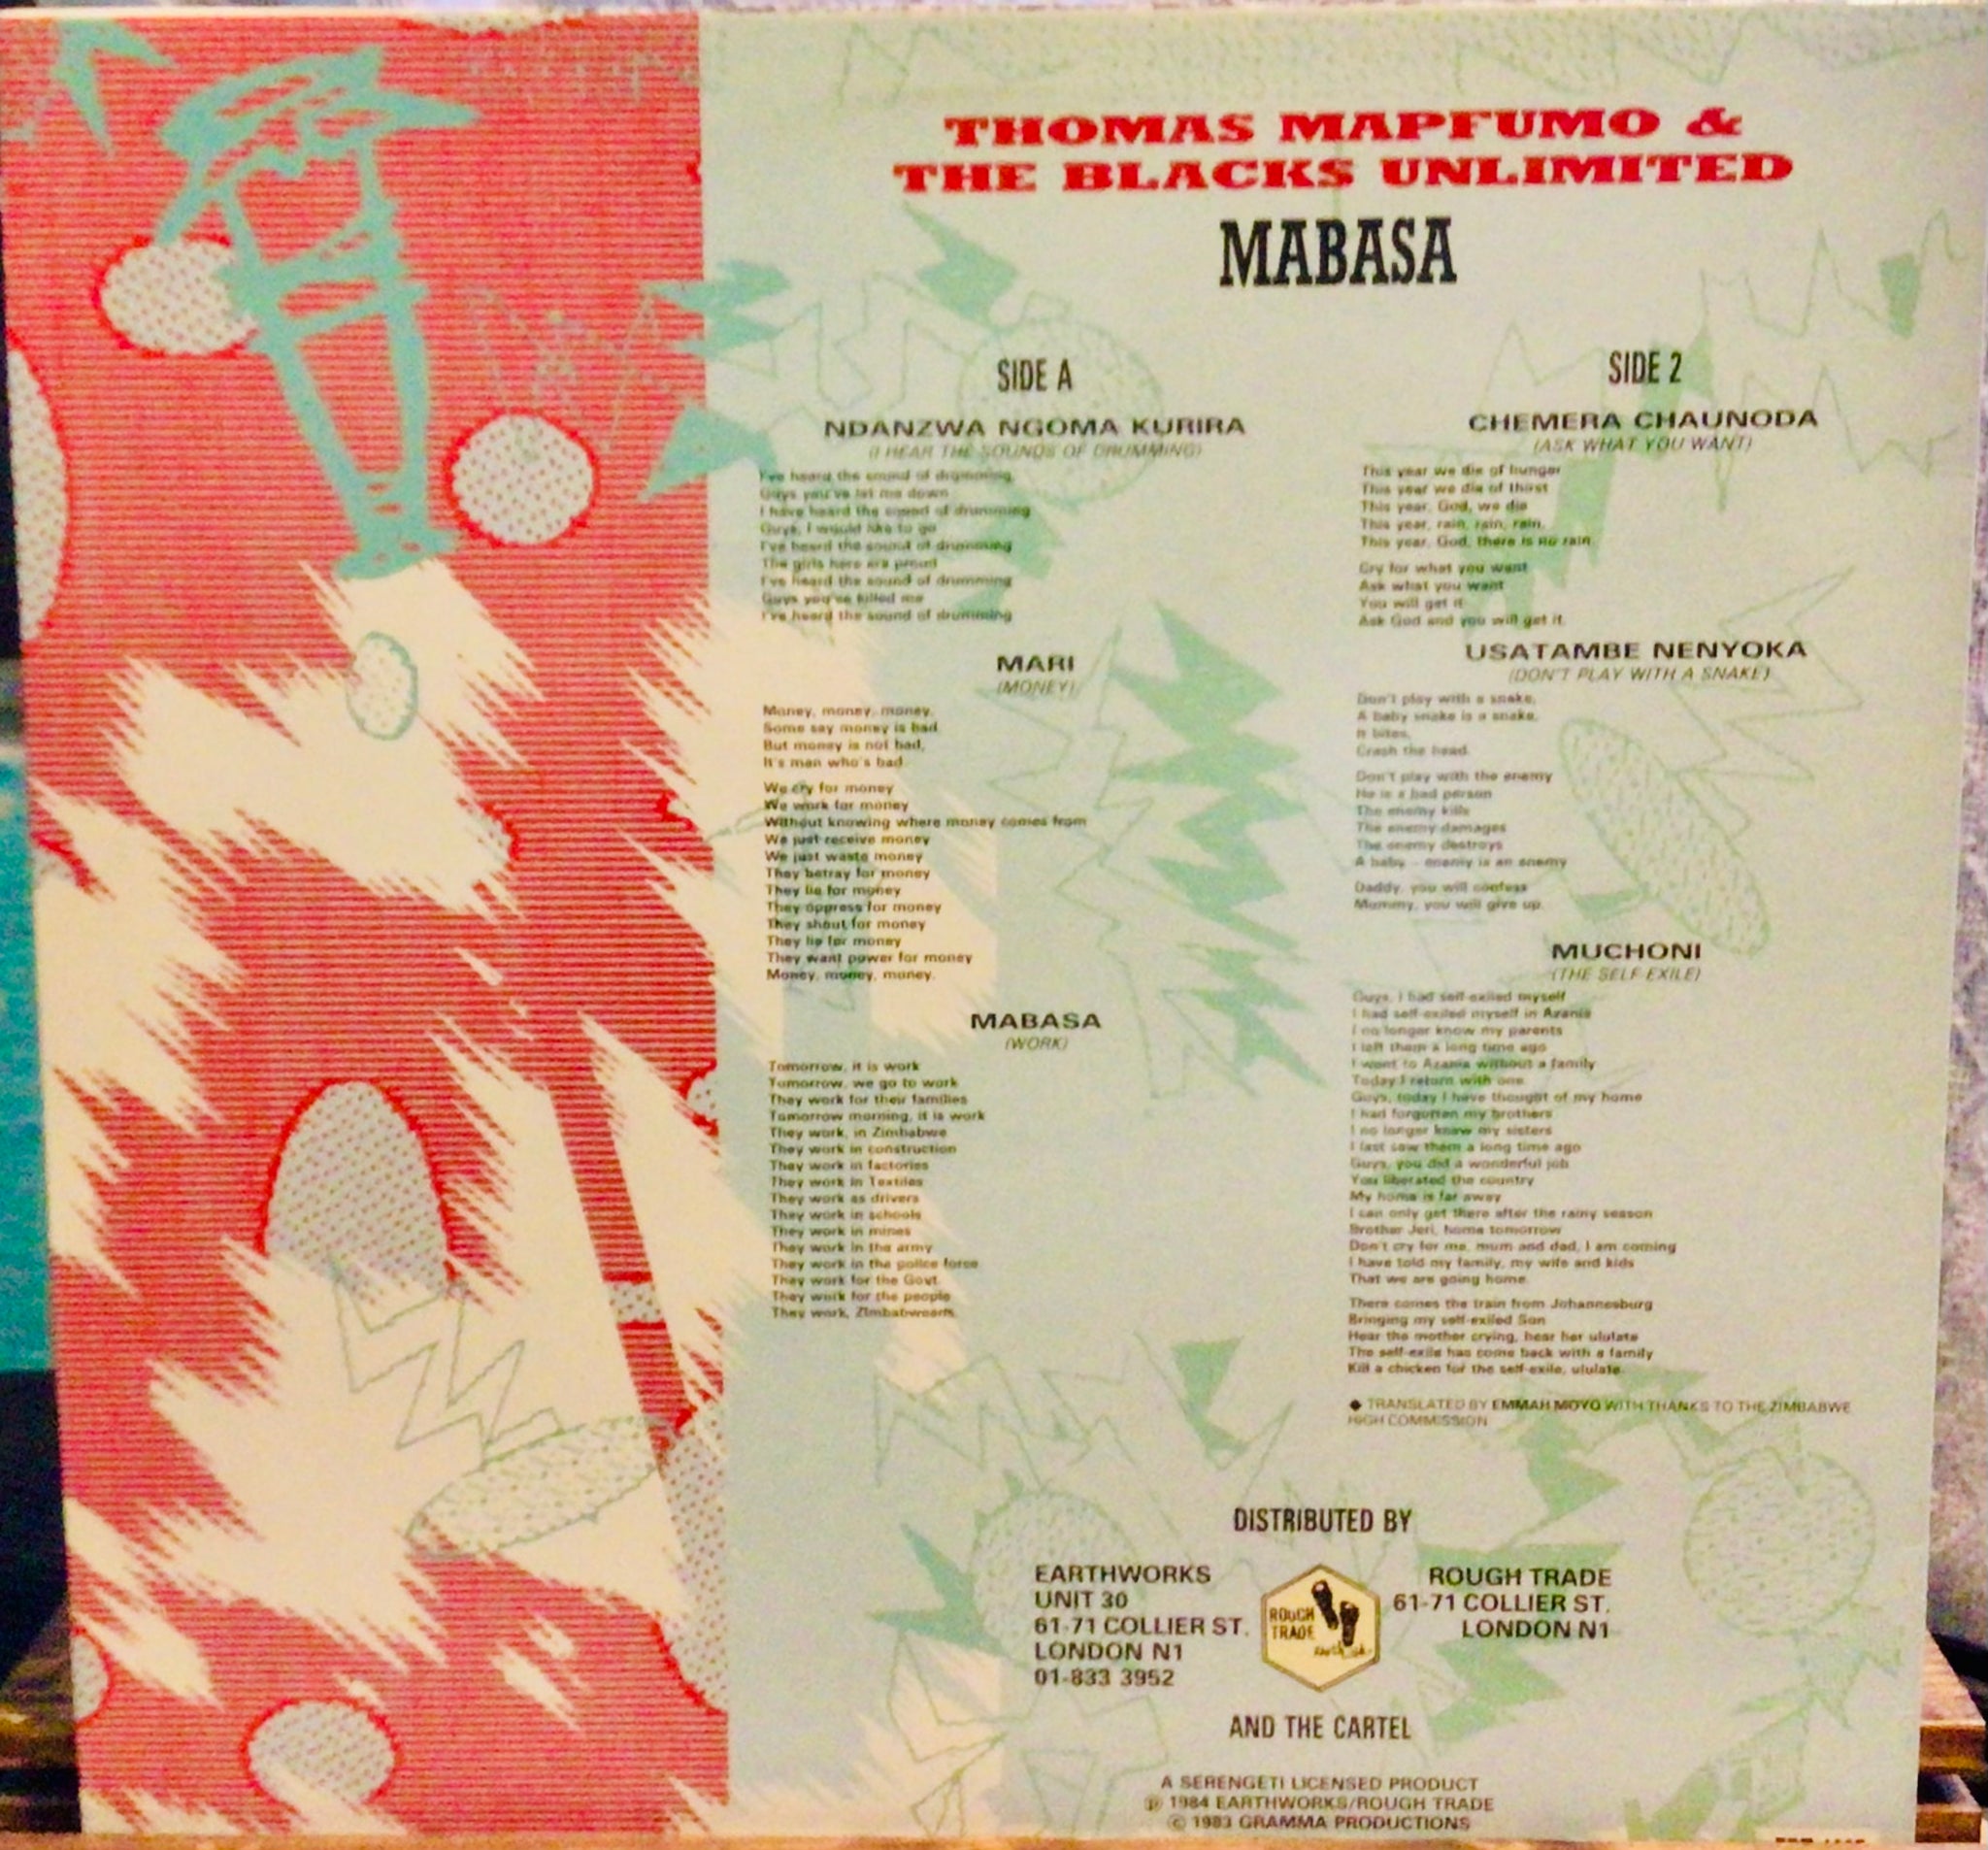 THOMAS MAPFUMO &
THE BLACKS UNLIMITED
MABASA
SIDE A
NDANZWA NGOMA KURIRA
(I HEAR THE SOUNDS OF DRUMMING)
I've heard the sound of drumming
Guys you've let me down
I have heard the sound of drumming
Guys, I would like to go
I've heard the sound of drumming
The girls here are proud
I've heard the sound of drumming
Guys you've killed me
I've heard the sound of drumming
MARI
(MONEY)
Money, money, money.
Some say money is bad
But money is not bad,
It's man who's bad
We cry for money
We work for money
Without knowing where money comes from
We just receive money
We just waste money
They betray for money
They lie for money
They oppress for money
They shout for money
They lie for money
They want power for money
Money, money, money.
MABASA
(WORK)
Tomorrow, it is work
Tomorrow, we go to work
They work for their families
Tomorrow morning, it is work
They work, in Zimbabwe
They work in construction
They work in factories
They work in Textiles
They work as drivers
They work in schools
They work in mines
They work in the army
They work in the police force
They work for the Govt.
They work for the people
They work, Zimbabweans.
SIDE 2
CHEMERA CHAUNODA
(ASK WHAT YOU WANT)
This year we die of hunger
This year we die of thirst
This year, God, we die
This year, rain, rain, rain,
This year, God, there is no rain
Cry for what you want
Ask what you want
You will get it
Ask God and you will get it.
USATAMBE NENYOKA
(DON'T PLAY WITH A SNAKE)
Don't play with a snake,
A baby snake is a snake,
It bites,
Crash the head.
Don't play with the enemy
He is a bad person
The enemy kills
The enemy damages
The enemy destroys
A baby - enemy is an enemy
Daddy, you will confess
Mummy, you will give up.
MUCHONI
(THE SELF-EXILE)
Guys, I had self-exiled myself
I had self-exiled myself in Azania
I no longer know my parents
I left them a long time ago
I went to Azania without a family
Today I return with one
Guys, today I have thought of my home
I had forgotten my brothers
I no longer know my sisters
I last saw them a long time ago
Guys, you did a wonderful job
You liberated the country
My home is far away
I can only get there after the rainy season
Brother Jeri, home tomorrow
Don't cry for me, mum and dad, I am coming
I have told my family, my wife and kids
That we are going home
There comes the train from Johannesburg
Bringing my self-exiled Son
Hear the mother crying, hear her ululate
The self-exile has come back with a family
Kill a chicken for the self-exile, ululate.
◆ TRANSLATED BY EMMAH MOYO WITH THANKS TO THE ZIMBABWE
HIGH COMMISSION
DISTRIBUTED BY
EARTHWORKS
UNIT 30
61-71 COLLIER ST.
LONDON N1
01-833 3952
ROUGH
TRADE
ROUGH TRADE
61-71 COLLIER ST.
LONDON N1
AND THE CARTEL
A SERENGETI LICENSED PRODUCT
℗ 1984 EARTHWORKS/ROUGH TRADE
© 1983 GRAMMA PRODUCTIONS